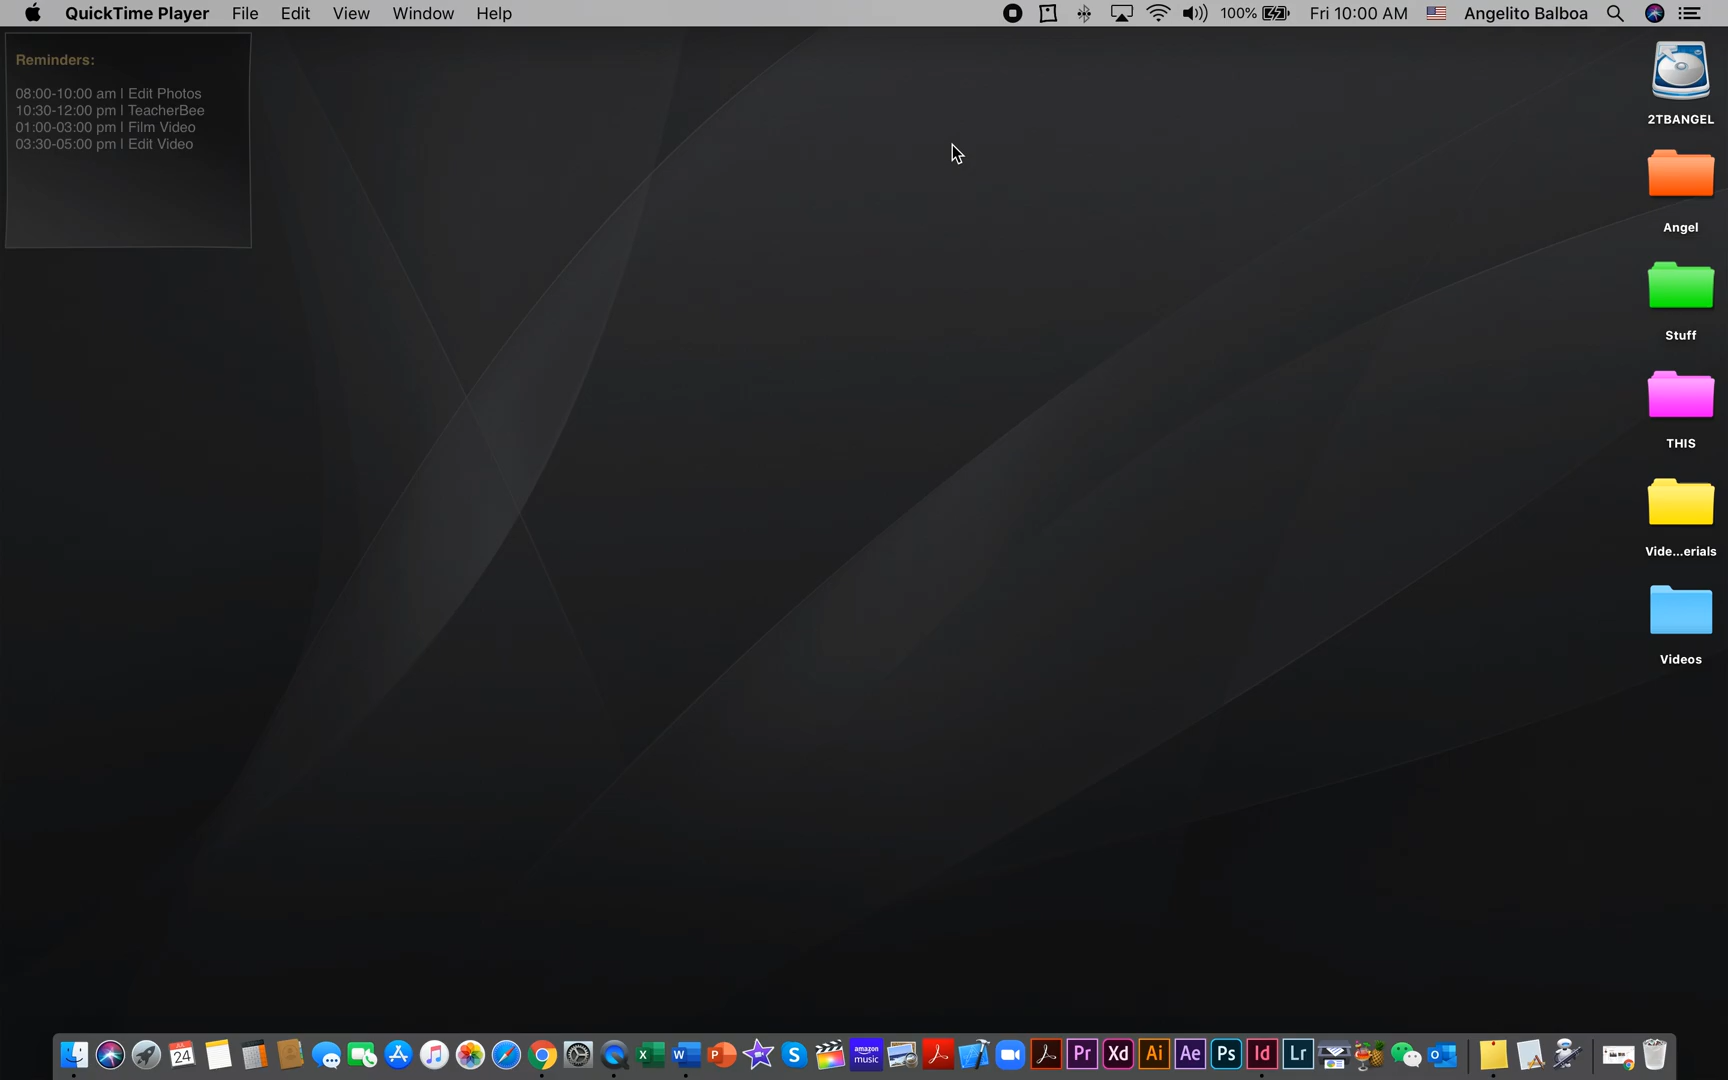 QuickTime Player File Edit View Window Help 100% Fri 10:00 AM Angelito Balboa
Reminders:
08:00-10:00 am | Edit Photos
10:30-12:00 pm | TeacherBee
01:00-03:00 pm | Film Video
03:30-05:00 pm | Edit Video
2TBANGEL
Angel
Stuff
THIS
Vide...erials
Videos
JUL 24 X W P S amazon music Pr Xd Ai Ae Ps Id Lr